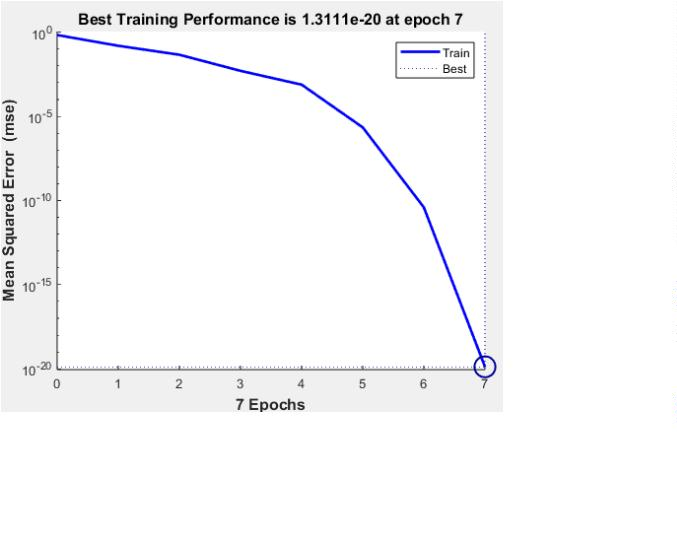 Best Training Performance is 1.3111e-20 at epoch 7
Mean Squared Error  (mse)
10^0
10^-5
10^-10
10^-15
10^-20
Train
Best
0 1 2 3 4 5 6 7
7 Epochs